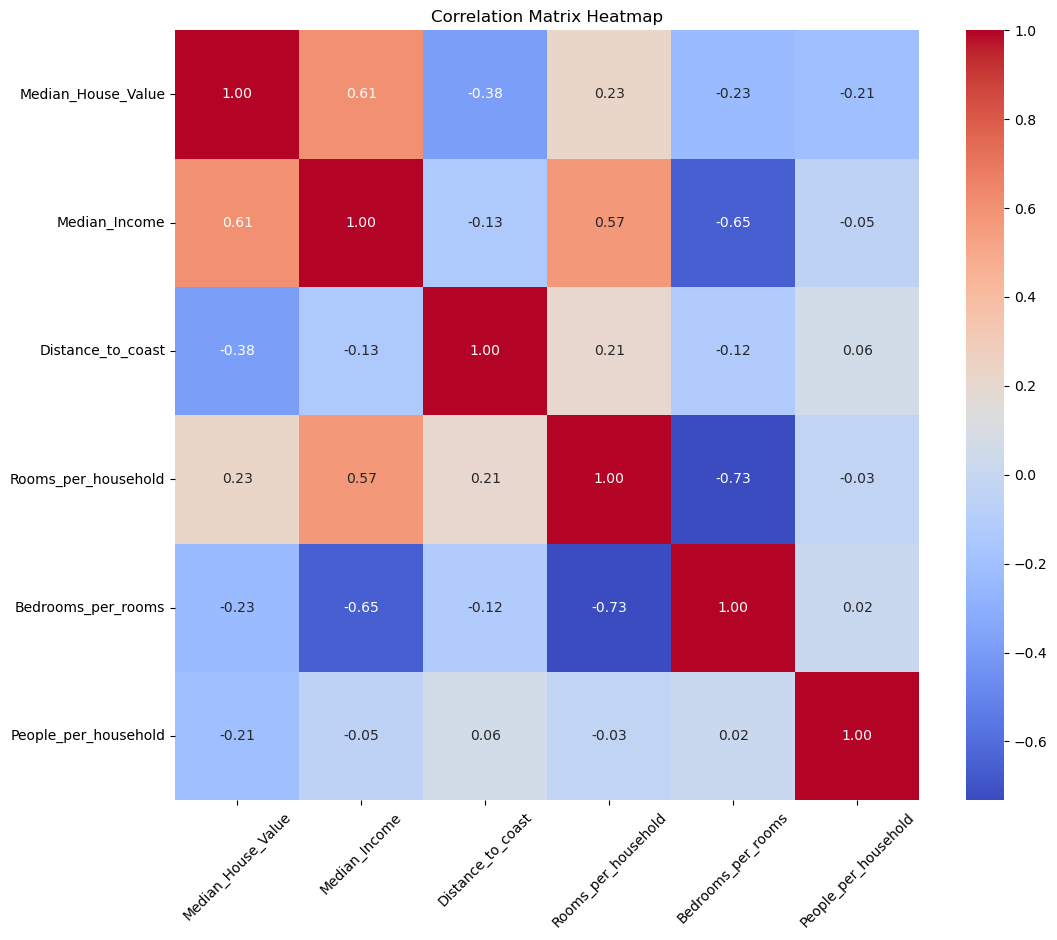 Correlation Matrix Heatmap
Median_House_Value 1.00 0.61 -0.38 0.23 -0.23 -0.21
Median_Income 0.61 1.00 -0.13 0.57 -0.65 -0.05
Distance_to_coast -0.38 -0.13 1.00 0.21 -0.12 0.06
Rooms_per_household 0.23 0.57 0.21 1.00 -0.73 -0.03
Bedrooms_per_rooms -0.23 -0.65 -0.12 -0.73 1.00 0.02
People_per_household -0.21 -0.05 0.06 -0.03 0.02 1.00
Median_House_Value Median_Income Distance_to_coast Rooms_per_household Bedrooms_per_rooms People_per_household
1.0
0.8
0.6
0.4
0.2
0.0
−0.2
−0.4
−0.6